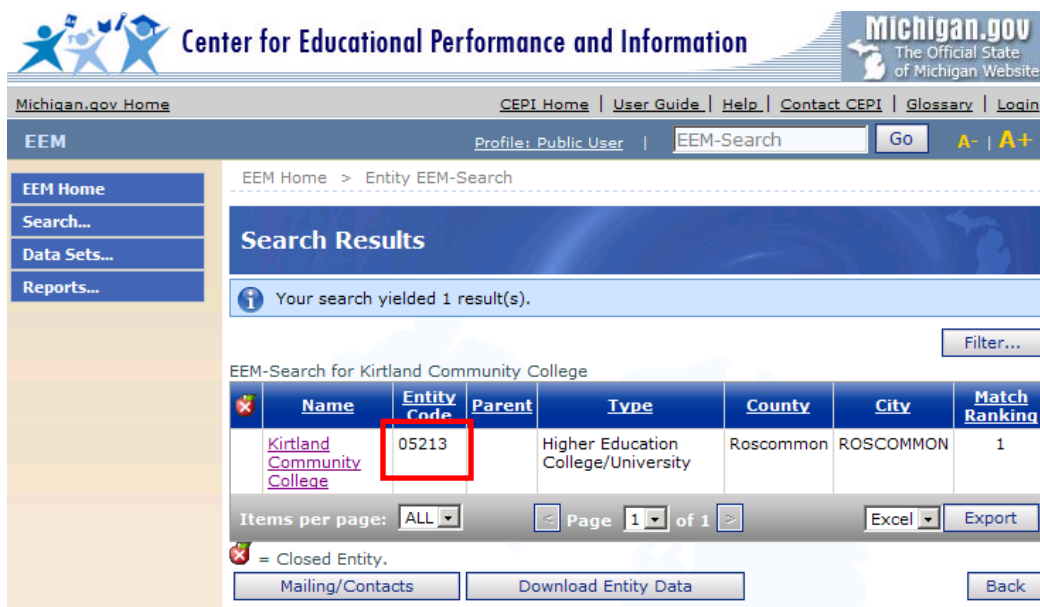 Center for Educational Performance and Information
Michigan.gov
The Official State
of Michigan Website
Michigan.gov Home
CEPI Home | User Guide | Help | Contact CEPI | Glossary | Login
EEM
Profile: Public User | EEM-Search Go A- | A+
EEM Home
Search...
Data Sets...
Reports...
EEM Home > Entity EEM-Search
Search Results
Your search yielded 1 result(s).
Filter...
EEM-Search for Kirtland Community College
Name Entity Code Parent Type County City Match Ranking
Kirtland 05213 Higher Education Roscommon ROSCOMMON 1
Community College/University
College
Items per page: ALL < Page 1 of 1 > Excel Export
= Closed Entity.
Mailing/Contacts Download Entity Data Back